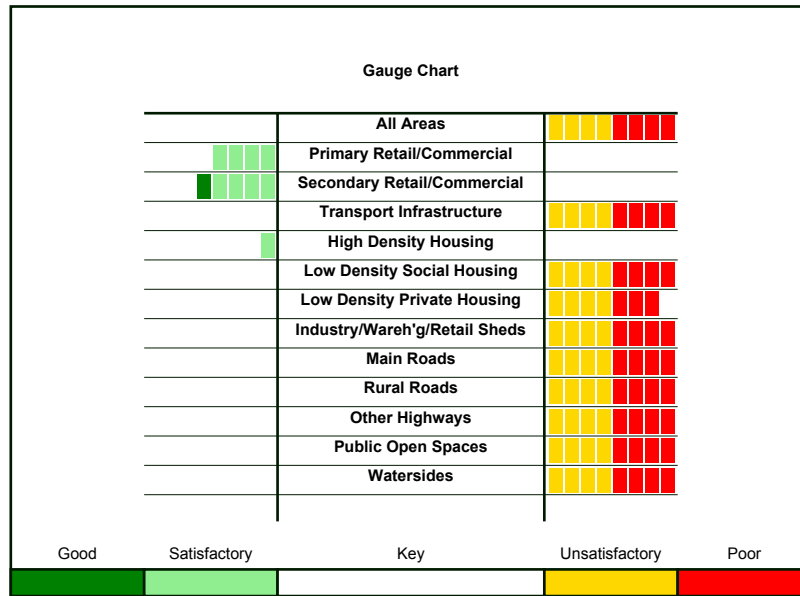 Gauge Chart
All Areas
Primary Retail/Commercial
Secondary Retail/Commercial
Transport Infrastructure
High Density Housing
Low Density Social Housing
Low Density Private Housing
Industry/Wareh'g/Retail Sheds
Main Roads
Rural Roads
Other Highways
Public Open Spaces
Watersides
Good Satisfactory Key Unsatisfactory Poor